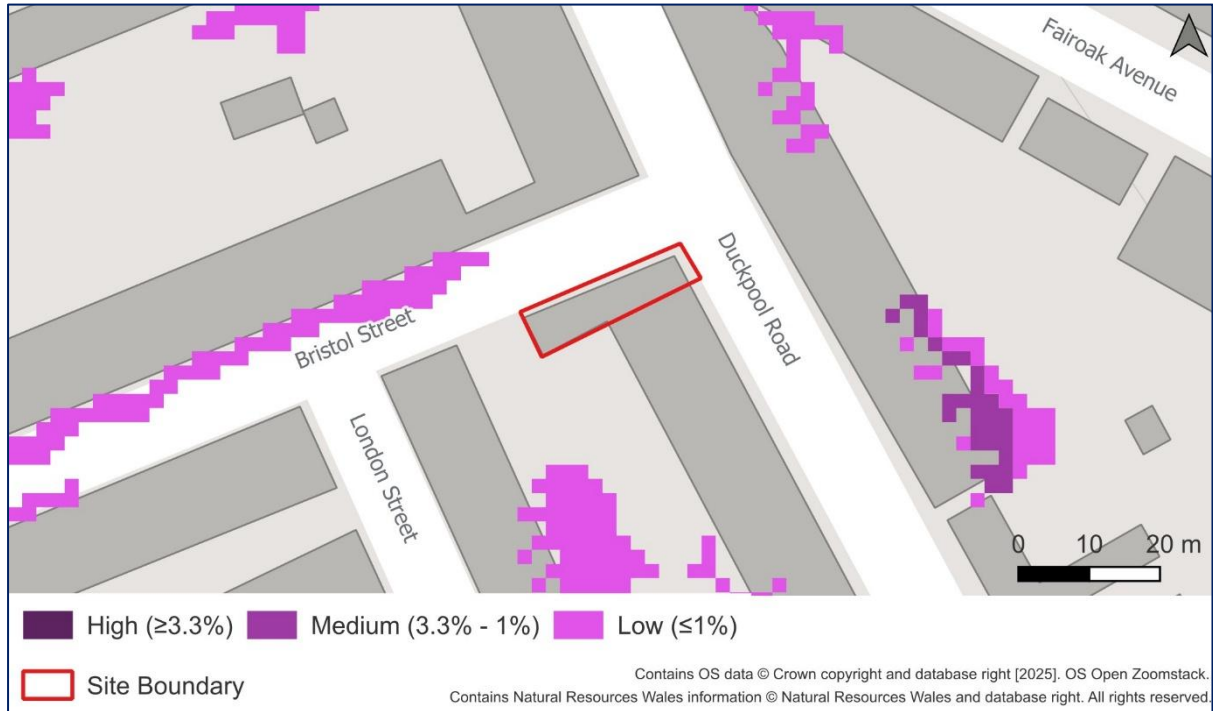 Fairoak Avenue
Duckpool Road
Bristol Street
London Street
0 10 20 m
High (≥3.3%) Medium (3.3% - 1%) Low (≤1%)
Site Boundary
Contains OS data © Crown copyright and database right [2025]. OS Open Zoomstack.
Contains Natural Resources Wales information © Natural Resources Wales and database right. All rights reserved.